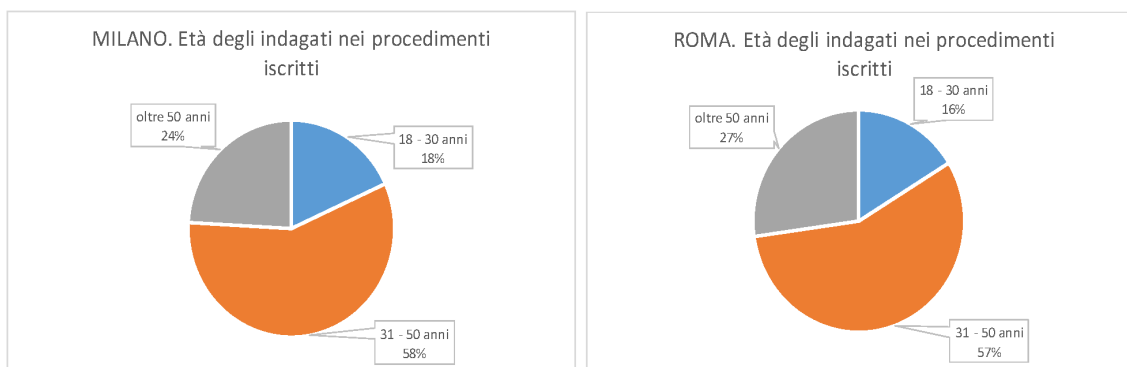 MILANO. Età degli indagati nei procedimenti
iscritti
oltre 50 anni
24%
18 - 30 anni
18%
31 - 50 anni
58%
ROMA. Età degli indagati nei procedimenti
iscritti
18 - 30 anni
16%
oltre 50 anni
27%
31 - 50 anni
57%